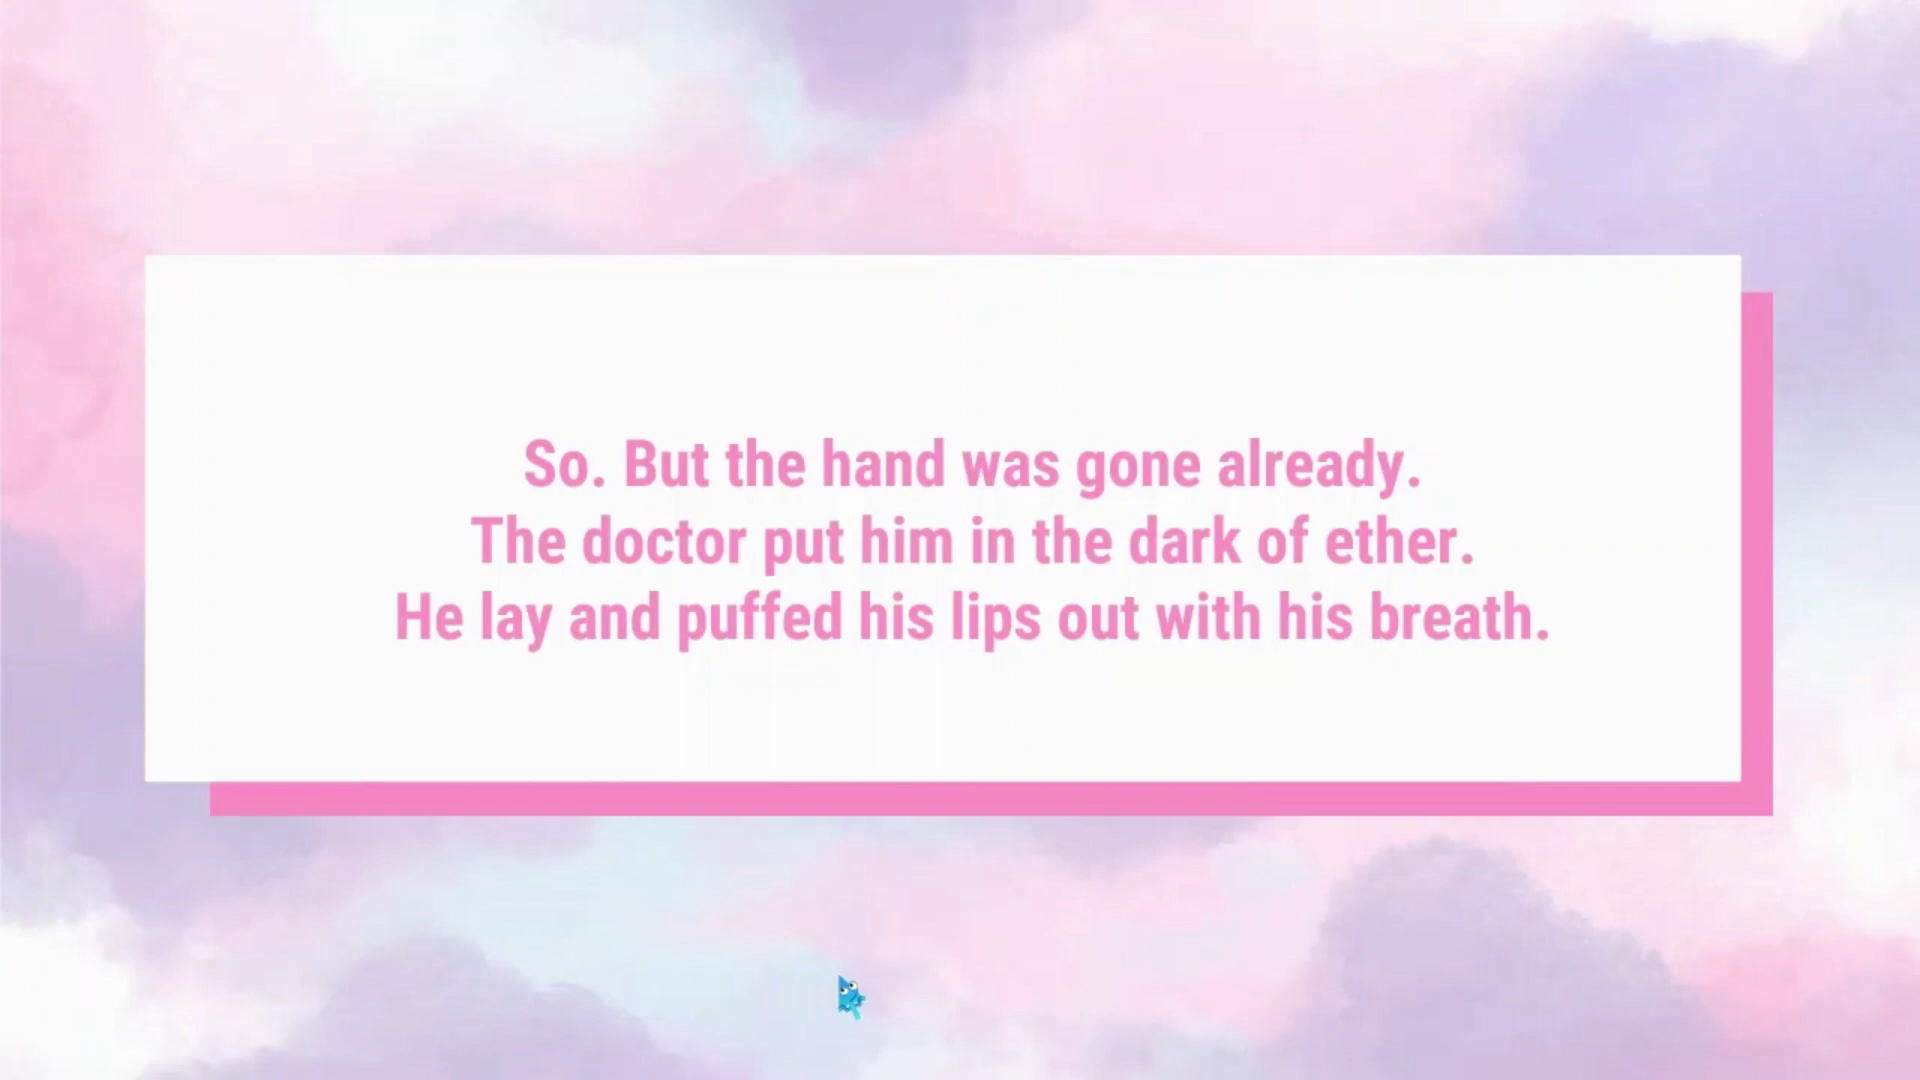 So. But the hand was gone already.
The doctor put him in the dark of ether.
He lay and puffed his lips out with his breath.